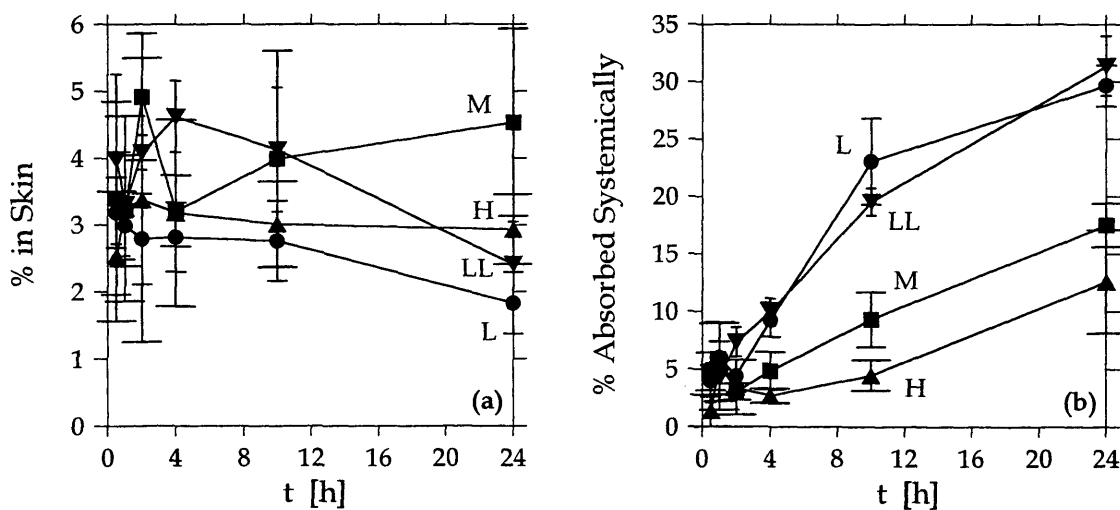 % in Skin
6
5
4
3
2
1
0
M
H
LL
L
(a)
0 4 8 12 16 20 24
t [h]
% Absorbed Systemically
35
30
25
20
15
10
5
0
L
LL
M
H
(b)
0 4 8 12 16 20 24
t [h]